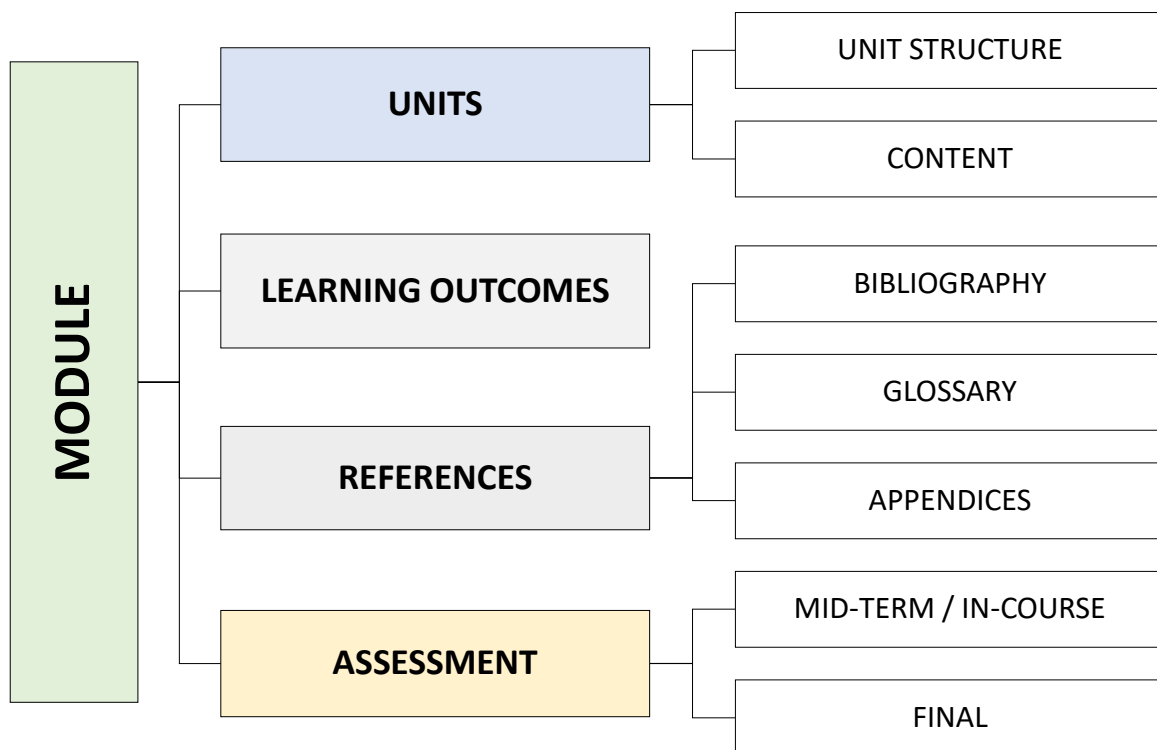 MODULE
UNITS
UNIT STRUCTURE
CONTENT
LEARNING OUTCOMES
REFERENCES
BIBLIOGRAPHY
GLOSSARY
APPENDICES
ASSESSMENT
MID-TERM / IN-COURSE
FINAL